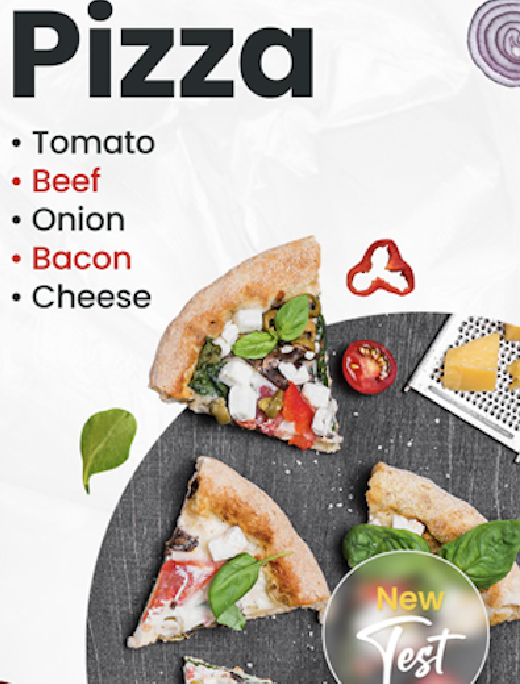 Pizza
• Tomato
• Beef
• Onion
• Bacon
• Cheese
New
Test